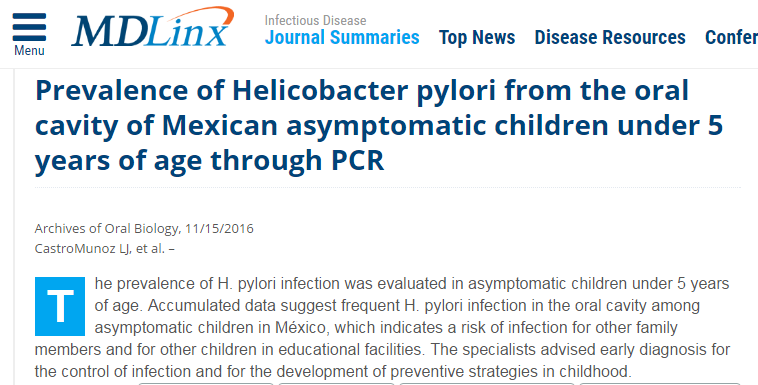 Menu
MDLinx
Infectious Disease
Journal Summaries Top News Disease Resources Confer
Prevalence of Helicobacter pylori from the oral
cavity of Mexican asymptomatic children under 5
years of age through PCR
Archives of Oral Biology, 11/15/2016
CastroMunoz LJ, et al. –
The prevalence of H. pylori infection was evaluated in asymptomatic children under 5 years
of age. Accumulated data suggest frequent H. pylori infection in the oral cavity among
asymptomatic children in México, which indicates a risk of infection for other family
members and for other children in educational facilities. The specialists advised early diagnosis for
the control of infection and for the development of preventive strategies in childhood.